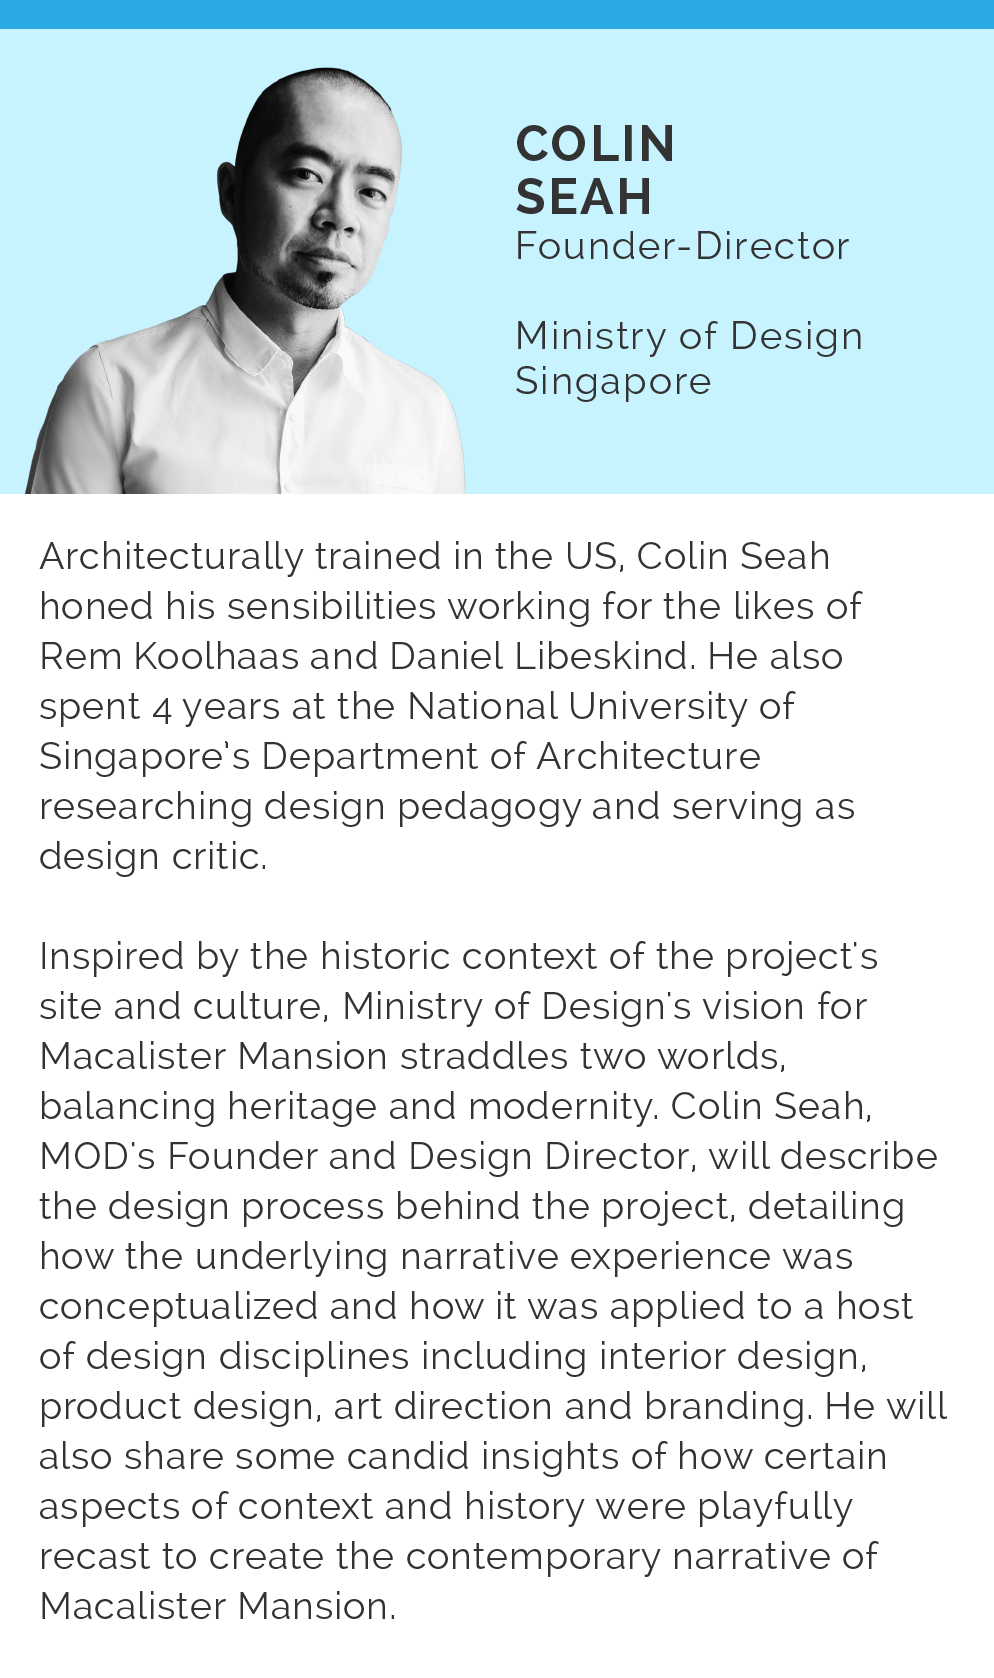 COLIN
SEAH
Founder-Director
Ministry of Design
Singapore
Architecturally trained in the US, Colin Seah
honed his sensibilities working for the likes of
Rem Koolhaas and Daniel Libeskind. He also
spent 4 years at the National University of
Singapore’s Department of Architecture
researching design pedagogy and serving as
design critic.
Inspired by the historic context of the project's
site and culture, Ministry of Design's vision for
Macalister Mansion straddles two worlds,
balancing heritage and modernity. Colin Seah,
MOD's Founder and Design Director, will describe
the design process behind the project, detailing
how the underlying narrative experience was
conceptualized and how it was applied to a host
of design disciplines including interior design,
product design, art direction and branding. He will
also share some candid insights of how certain
aspects of context and history were playfully
recast to create the contemporary narrative of
Macalister Mansion.